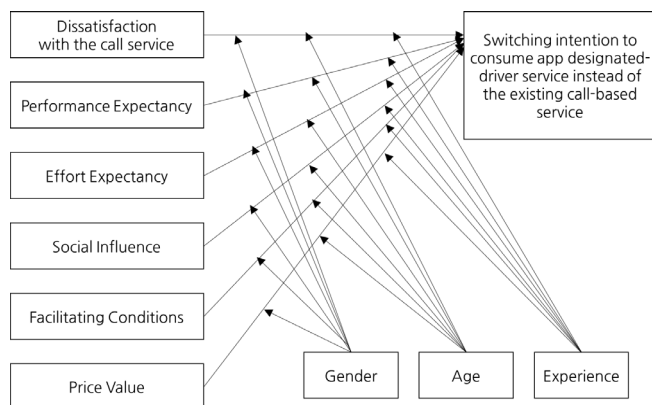 Dissatisfaction
with the call service
Performance Expectancy
Effort Expectancy
Social Influence
Facilitating Conditions
Price Value
Switching intention to
consume app designated-
driver service instead of
the existing call-based
service
Gender
Age
Experience